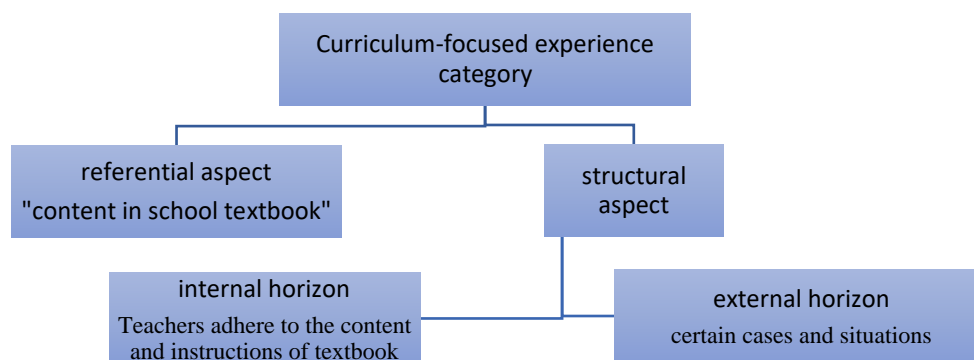 Curriculum-focused experience
category
referential aspect
"content in school textbook"
structural
aspect
internal horizon
Teachers adhere to the content
and instructions of textbook
external horizon
certain cases and situations